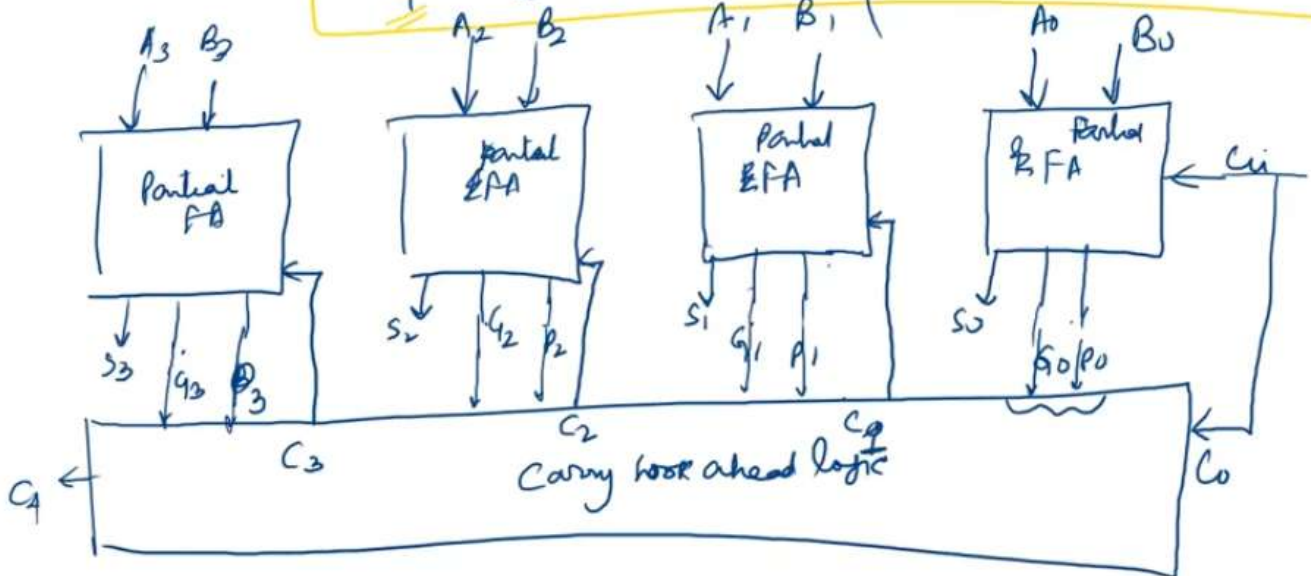 A3 B3 A2 B2 A1 B1 A0 B0
Partial FA
Partial FA
Partial FA
Partial FA
Cin
S3 G3 P3 S2 G2 P2 S1 G1 P1 S0 G0 P0
C3 C2 C1
C4 Carry look ahead logic C0